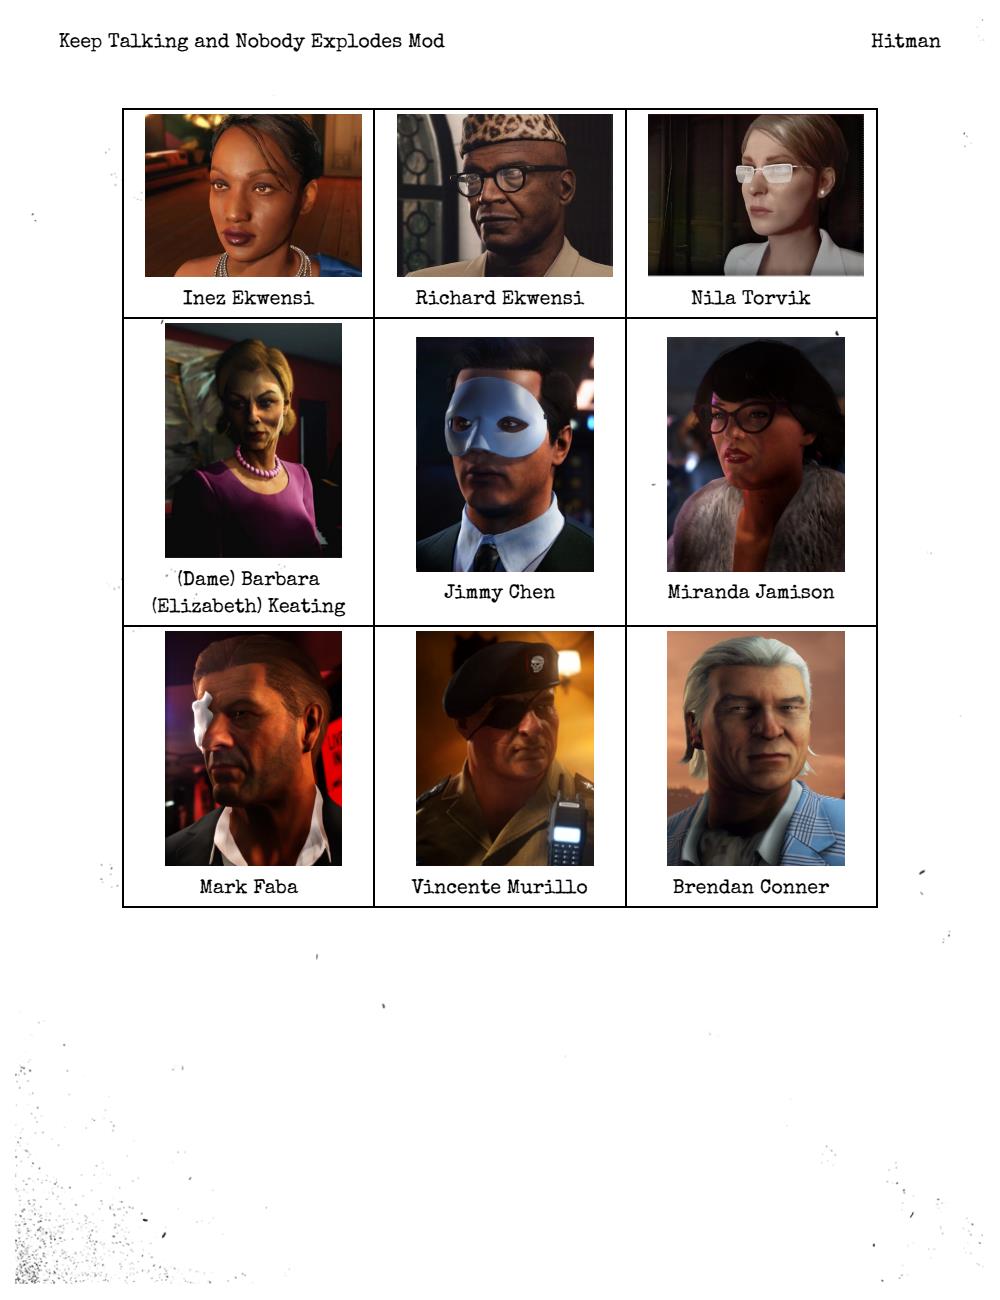 Keep Talking and Nobody Explodes Mod
Hitman
Inez Ekwensi
Richard Ekwensi
Nila Torvik
(Dame) Barbara
(Elizabeth) Keating
Jimmy Chen
Miranda Jamison
Mark Faba
Vincente Murillo
Brendan Conner